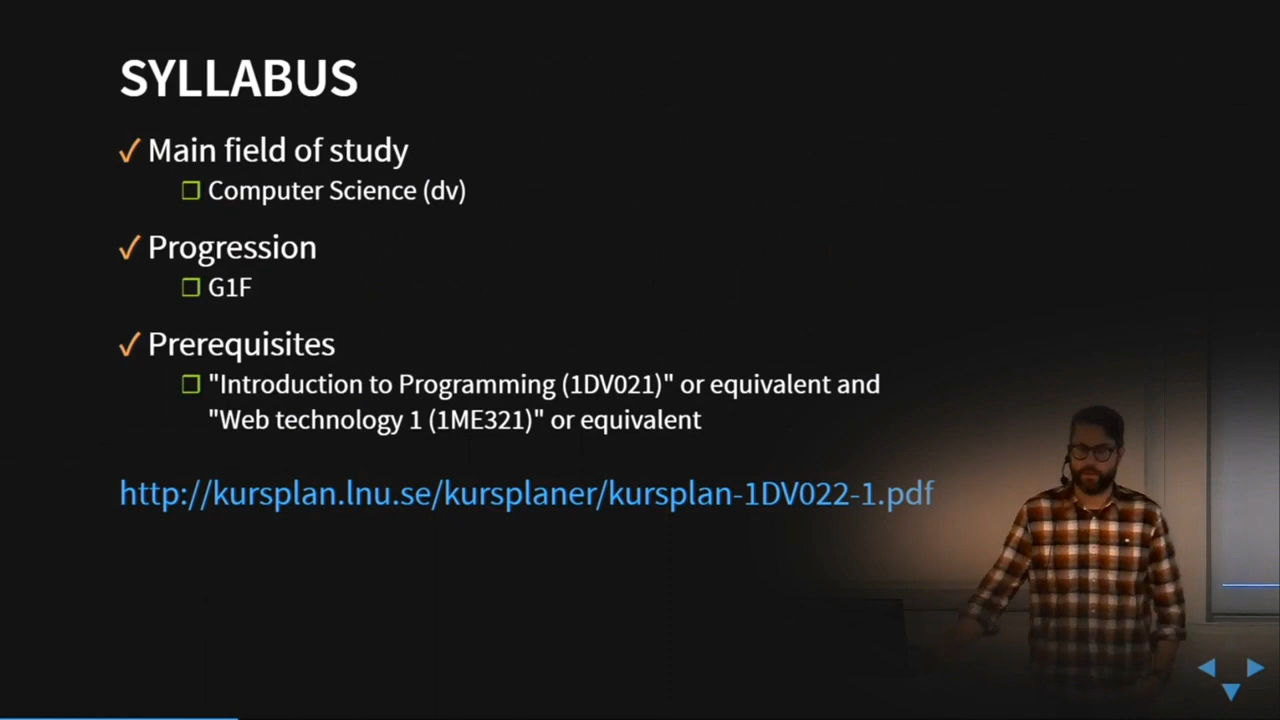 SYLLABUS
✓ Main field of study
❐ Computer Science (dv)
✓ Progression
❐ G1F
✓ Prerequisites
❐ "Introduction to Programming (1DV021)" or equivalent and
"Web technology 1 (1ME321)" or equivalent
http://kursplan.lnu.se/kursplaner/kursplan-1DV022-1.pdf